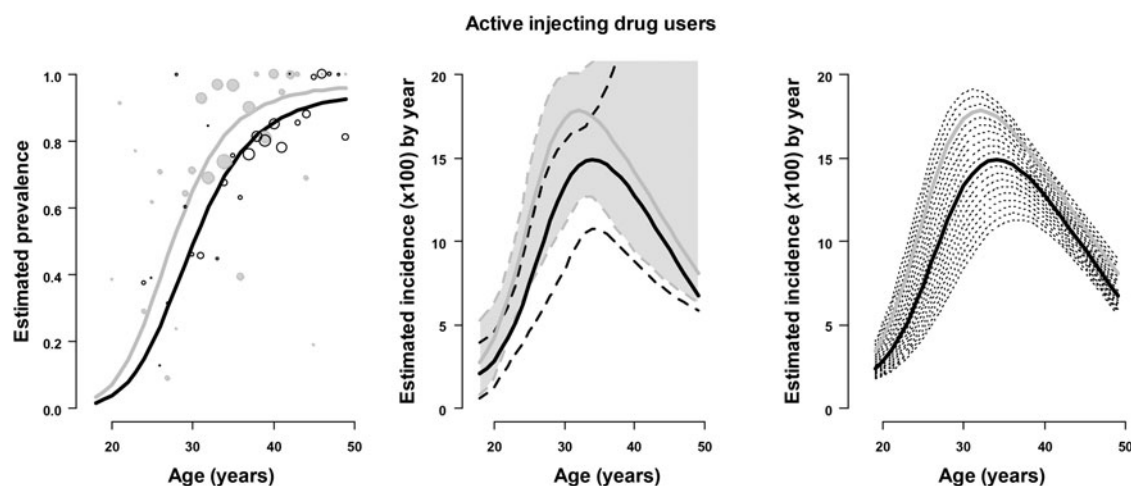 Active injecting drug users
Estimated prevalence
1.0
0.8
0.6
0.4
0.2
0.0
20 30 40 50
Age (years)
Estimated incidence (x100) by year
20
15
10
5
0
20 30 40 50
Age (years)
Estimated incidence (x100) by year
20
15
10
5
0
20 30 40 50
Age (years)